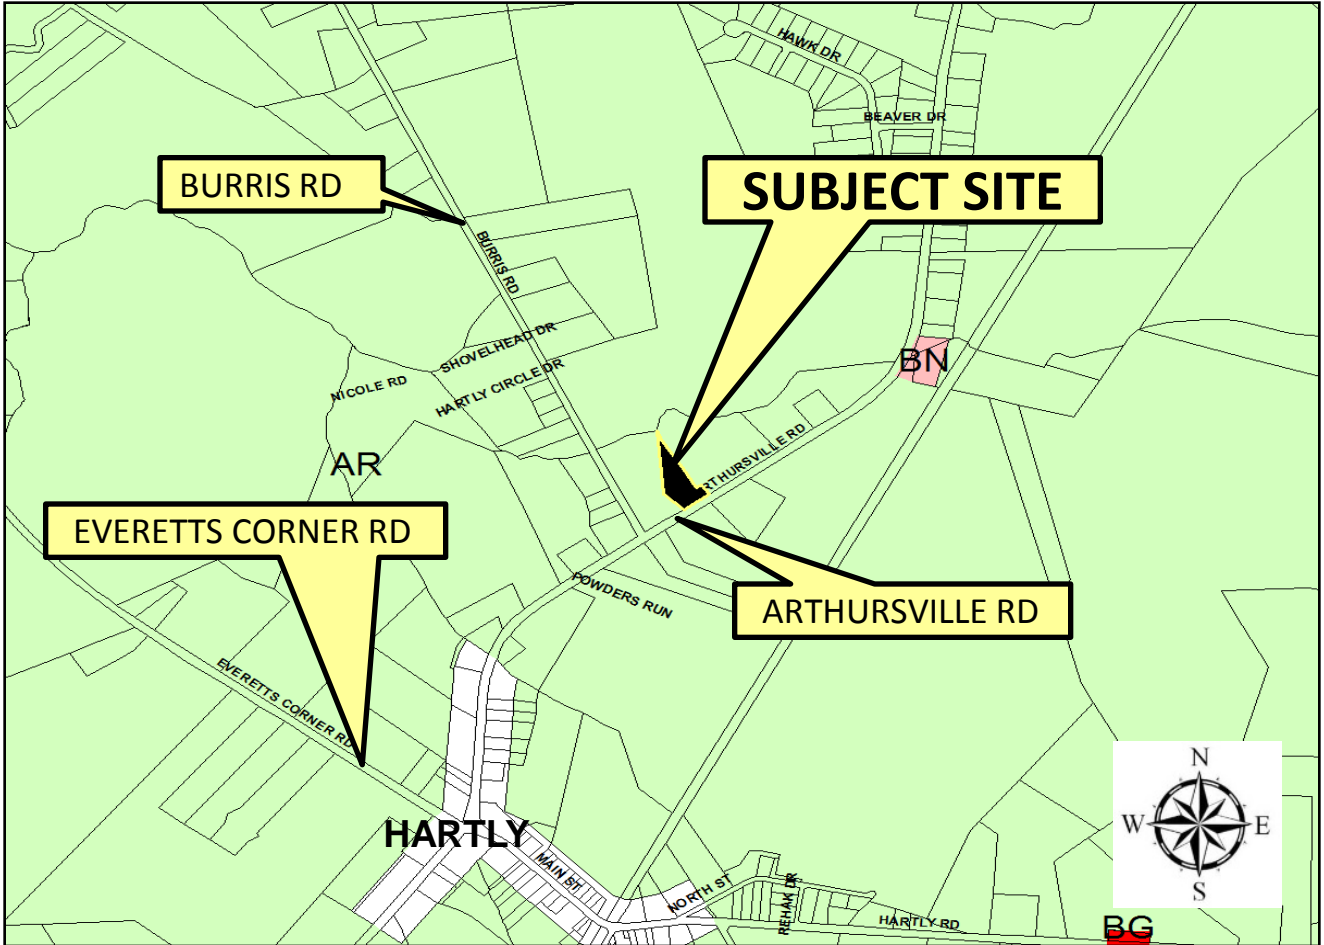 HAWK DR
BEAVER DR
BURRIS RD
SUBJECT SITE
BURRIS RD
SHOVELHEAD DR
NICOLE RD
HARTLY CIRCLE DR
BN
ARTHURSVILLE RD
AR
EVERETTS CORNER RD
POWDERS RUN
ARTHURSVILLE RD
EVERETTS CORNER RD
HARTLY
MAIN ST
NORTH ST
REHAK DR
HARTLY RD
BG
N
W
E
S